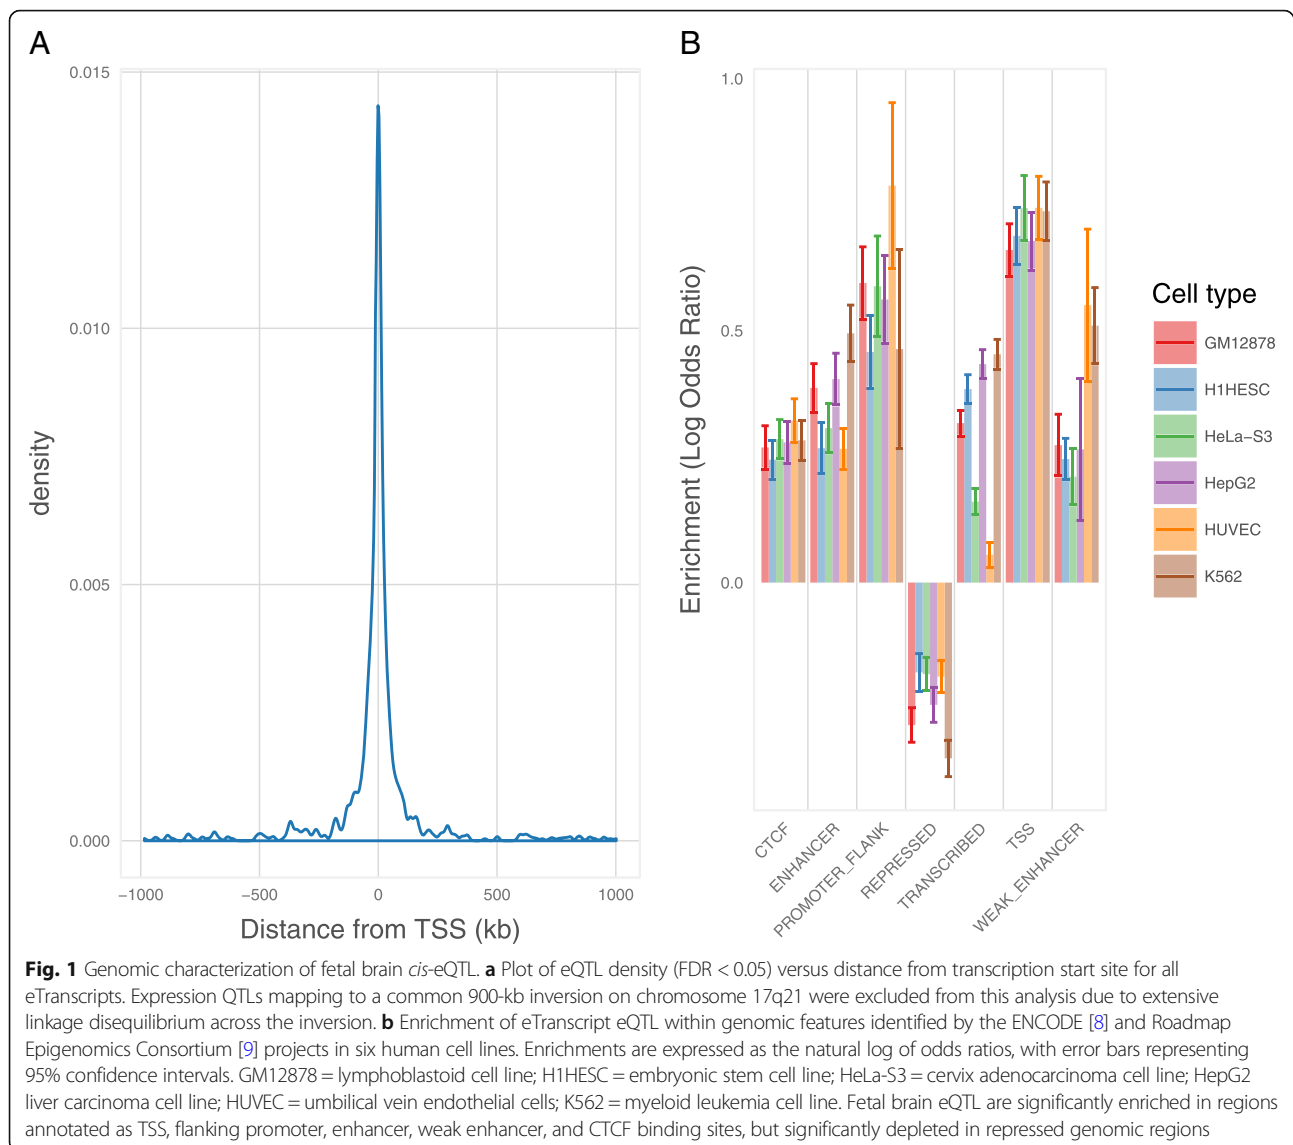 A
B
0.015
0.010
0.005
0.000
density
−1000
−500
0
500
1000
Distance from TSS (kb)
1.0
0.5
0.0
Enrichment (Log Odds Ratio)
CTCF
ENHANCER
PROMOTER_FLANK
REPRESSED
TRANSCRIBED
TSS
WEAK_ENHANCER
Cell type
GM12878
H1HESC
HeLa−S3
HepG2
HUVEC
K562
Fig. 1 Genomic characterization of fetal brain cis-eQTL. a Plot of eQTL density (FDR < 0.05) versus distance from transcription start site for all
eTranscripts. Expression QTLs mapping to a common 900-kb inversion on chromosome 17q21 were excluded from this analysis due to extensive
linkage disequilibrium across the inversion. b Enrichment of eTranscript eQTL within genomic features identified by the ENCODE [8] and Roadmap
Epigenomics Consortium [9] projects in six human cell lines. Enrichments are expressed as the natural log of odds ratios, with error bars representing
95% confidence intervals. GM12878 = lymphoblastoid cell line; H1HESC = embryonic stem cell line; HeLa-S3 = cervix adenocarcinoma cell line; HepG2
liver carcinoma cell line; HUVEC = umbilical vein endothelial cells; K562 = myeloid leukemia cell line. Fetal brain eQTL are significantly enriched in regions
annotated as TSS, flanking promoter, enhancer, weak enhancer, and CTCF binding sites, but significantly depleted in repressed genomic regions